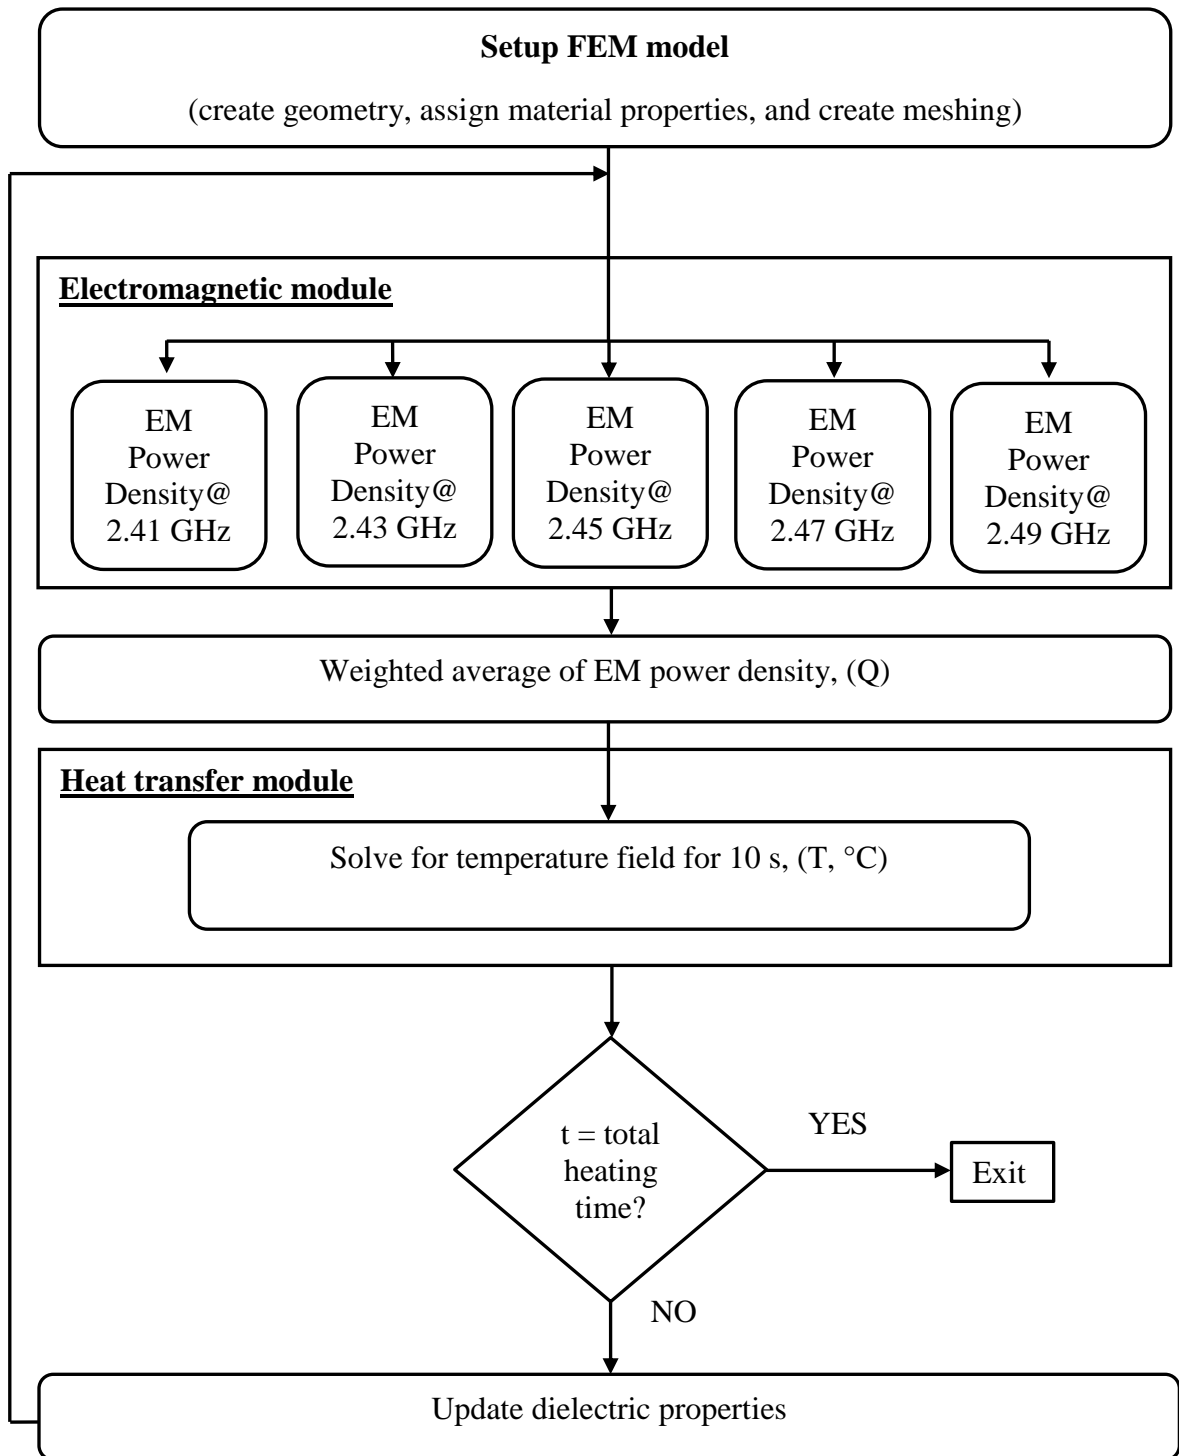 Setup FEM model
(create geometry, assign material properties, and create meshing)
Electromagnetic module
EM
Power
Density@
2.41 GHz
EM
Power
Density@
2.43 GHz
EM
Power
Density@
2.45 GHz
EM
Power
Density@
2.47 GHz
EM
Power
Density@
2.49 GHz
Weighted average of EM power density, (Q)
Heat transfer module
Solve for temperature field for 10 s, (T, °C)
t = total
heating
time?
YES
Exit
NO
Update dielectric properties